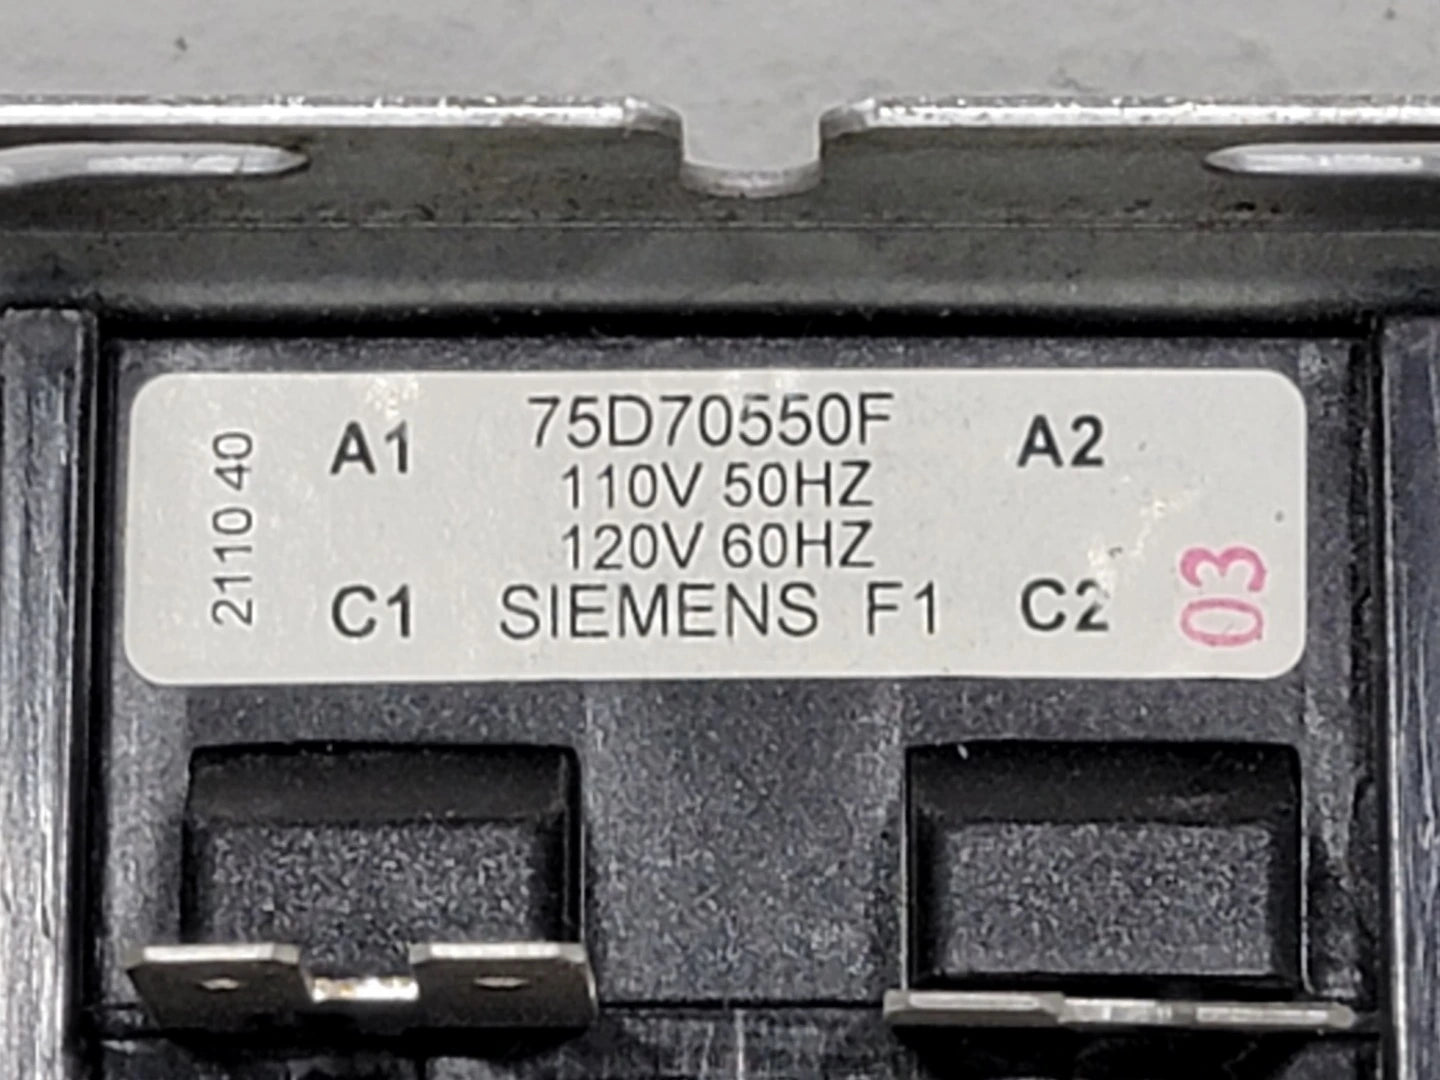 2110 40
A1 75D70550F A2
110V 50HZ
120V 60HZ
C1 SIEMENS F1 C2
03